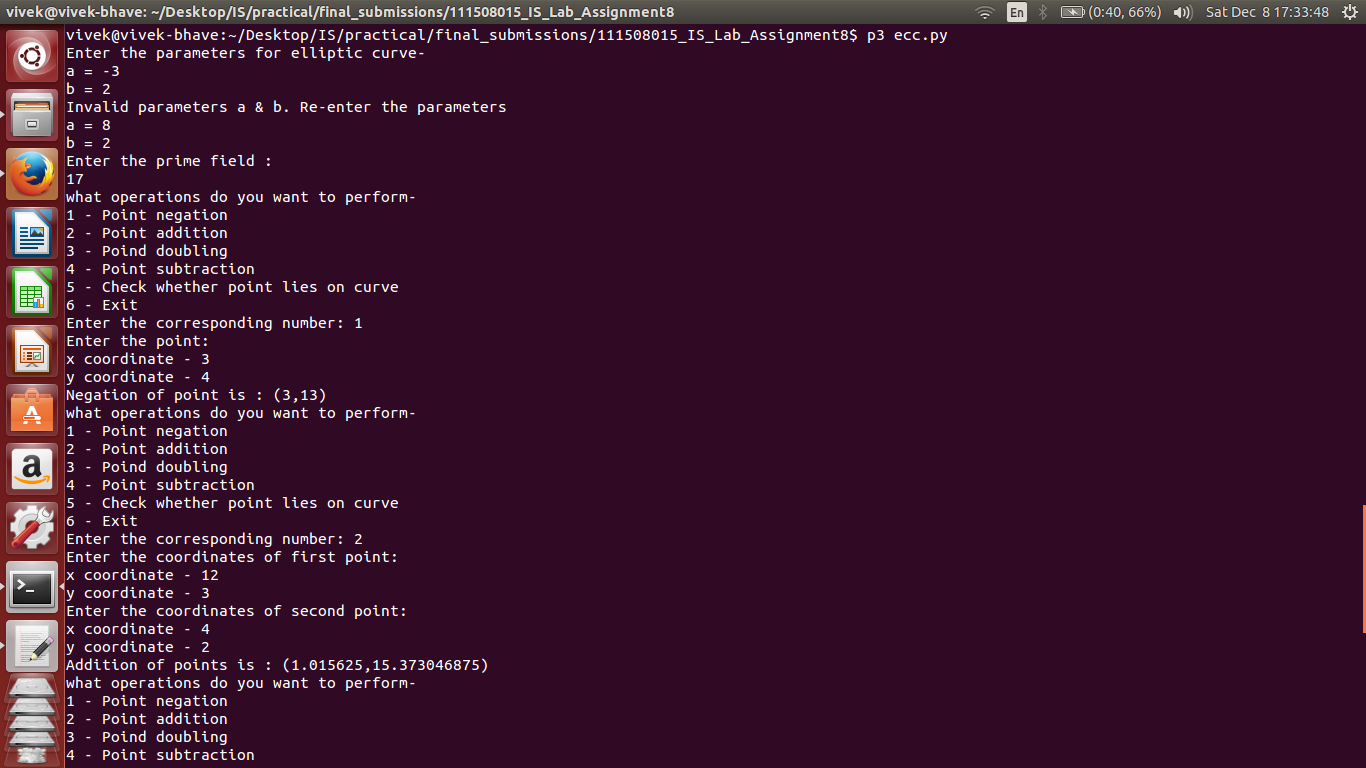 vivek@vivek-bhave: ~/Desktop/IS/practical/final_submissions/111508015_IS_Lab_Assignment8 En (0:40, 66%) Sat Dec 8 17:33:48
vivek@vivek-bhave:~/Desktop/IS/practical/final_submissions/111508015_IS_Lab_Assignment8$ p3 ecc.py
Enter the parameters for elliptic curve-
a = -3
b = 2
Invalid parameters a & b. Re-enter the parameters
a = 8
b = 2
Enter the prime field :
17
what operations do you want to perform-
1 - Point negation
2 - Point addition
3 - Poind doubling
4 - Point subtraction
5 - Check whether point lies on curve
6 - Exit
Enter the corresponding number: 1
Enter the point:
x coordinate - 3
y coordinate - 4
Negation of point is : (3,13)
what operations do you want to perform-
1 - Point negation
2 - Point addition
3 - Poind doubling
4 - Point subtraction
5 - Check whether point lies on curve
6 - Exit
Enter the corresponding number: 2
Enter the coordinates of first point:
x coordinate - 12
y coordinate - 3
Enter the coordinates of second point:
x coordinate - 4
y coordinate - 2
Addition of points is : (1.015625,15.373046875)
what operations do you want to perform-
1 - Point negation
2 - Point addition
3 - Poind doubling
4 - Point subtraction